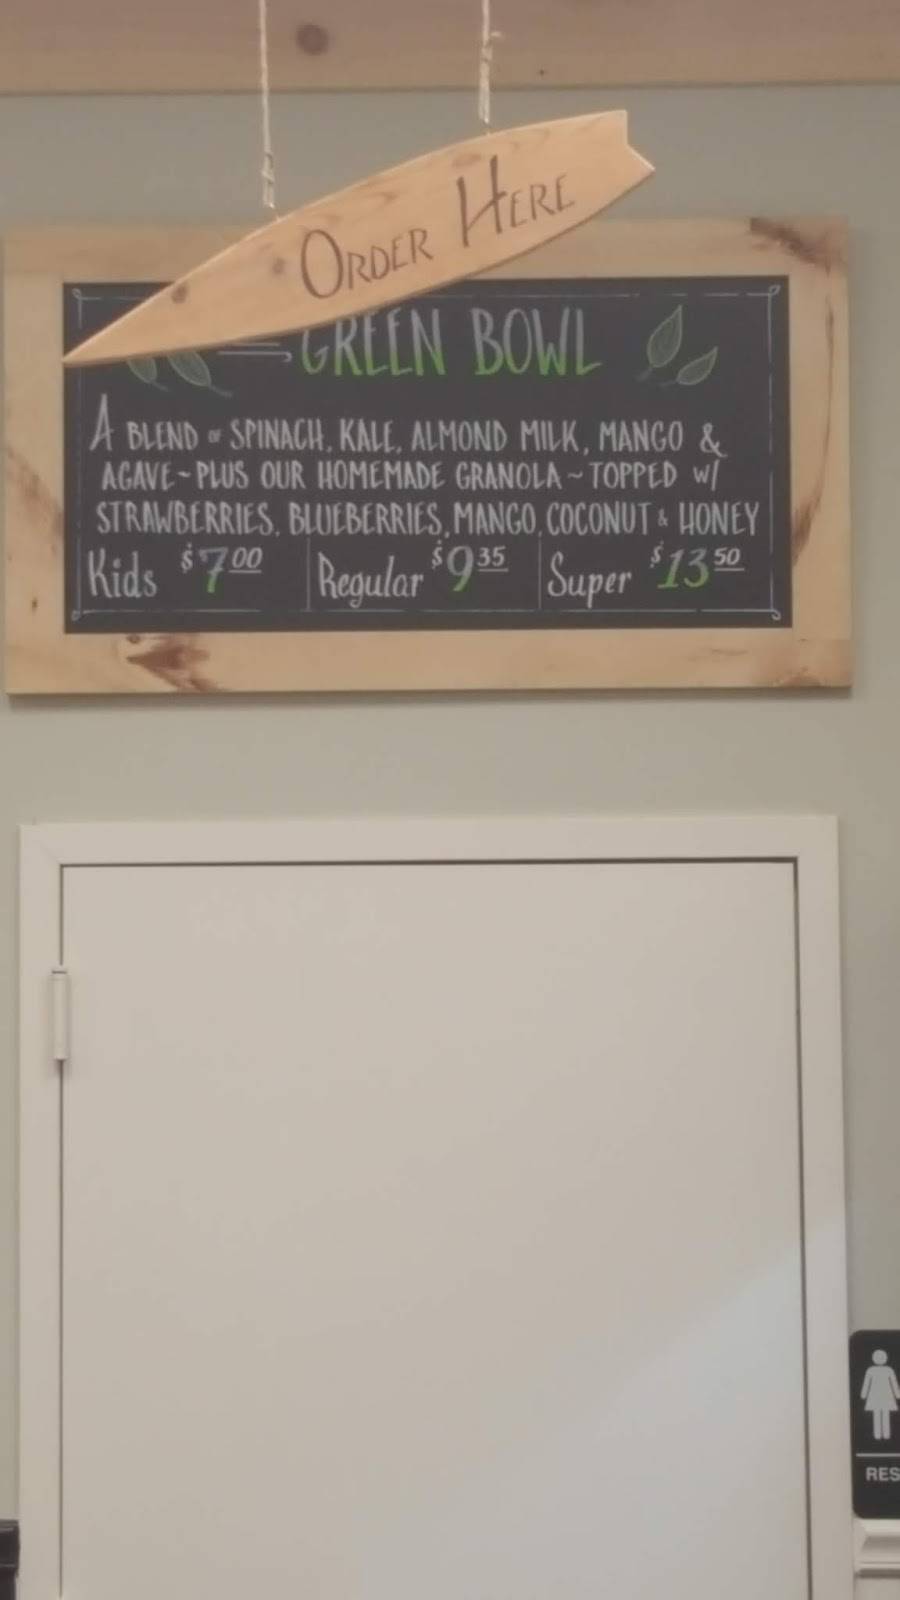 ORDER HERE
GREEN BOWL
A BLEND OF SPINACH, KALE, ALMOND MILK, MANGO &
AGAVE ~ PLUS OUR HOMEMADE GRANOLA ~ TOPPED W/
STRAWBERRIES, BLUEBERRIES, MANGO, COCONUT & HONEY
Kids $7.00 Regular $9.35 Super $13.50